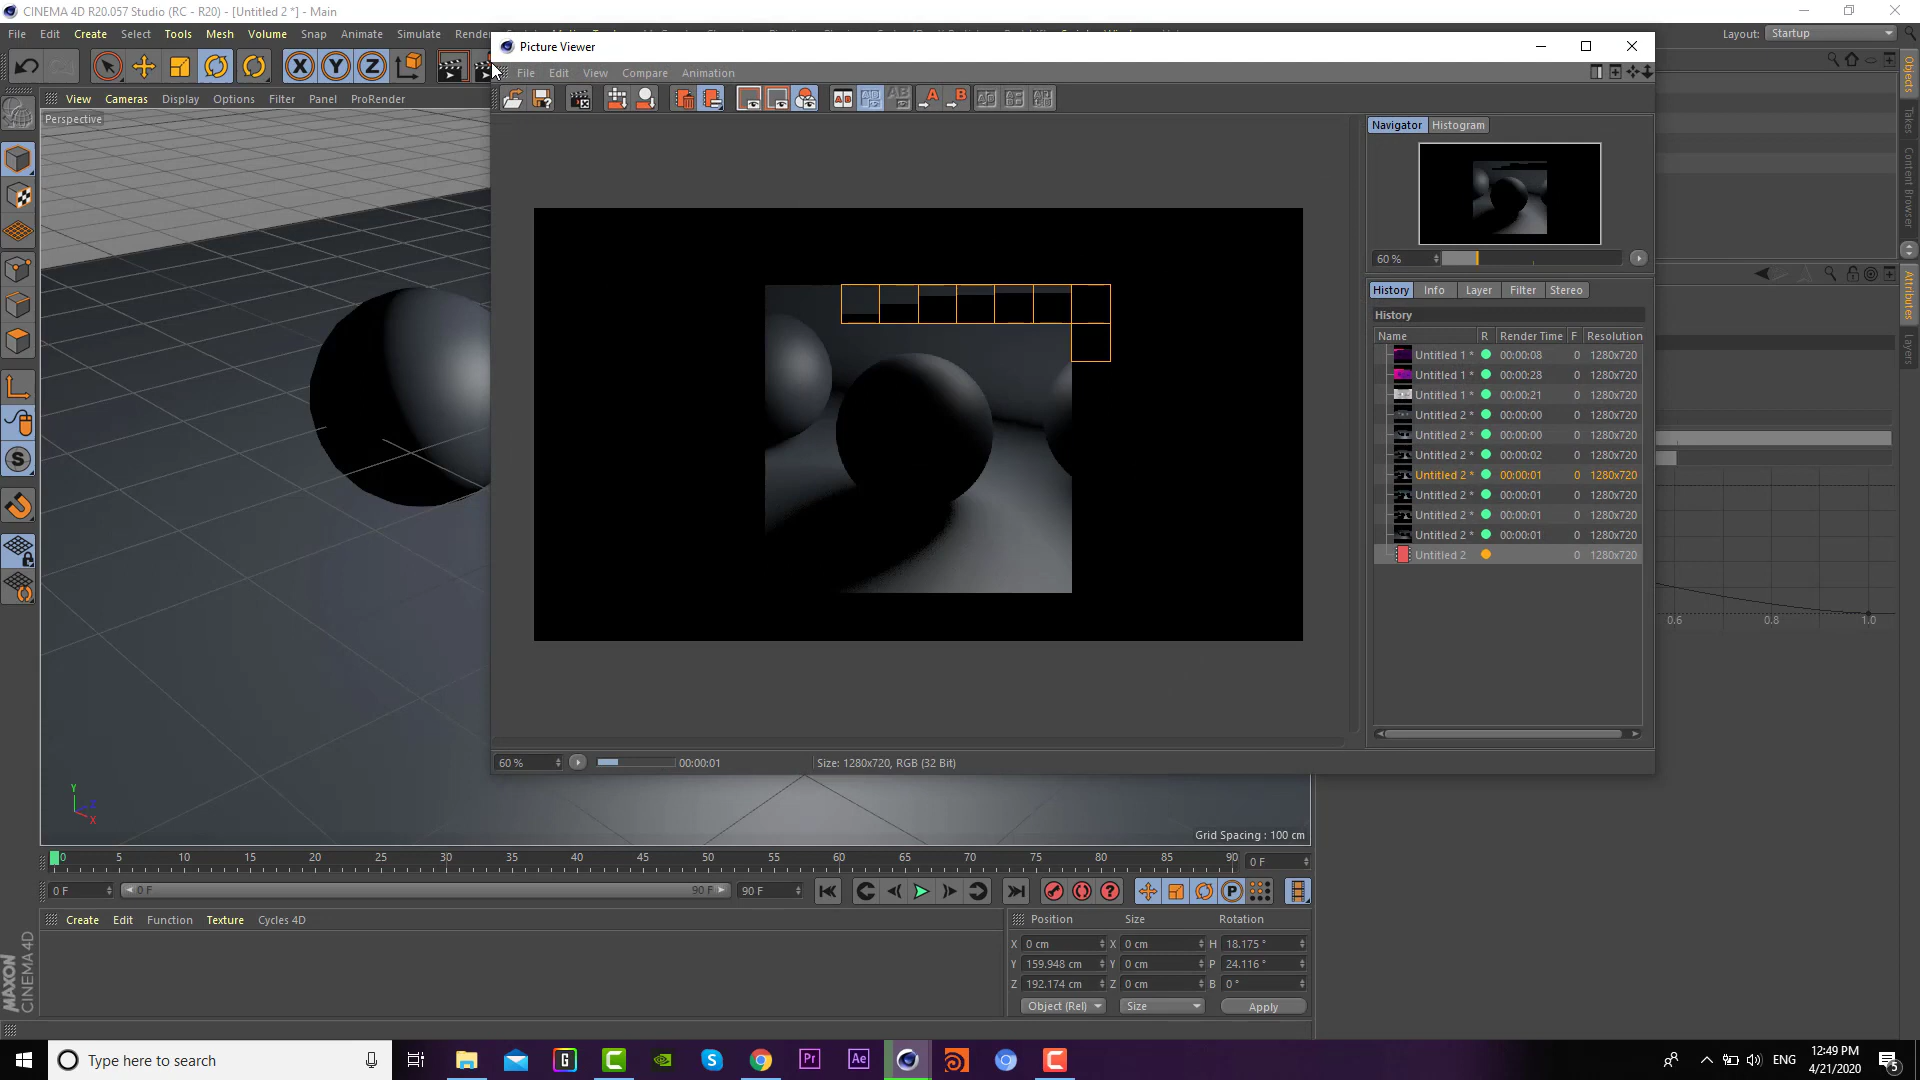 CINEMA 4D R20.057 Studio (RC - R20) - [Untitled 2 *] - Main
File Edit Create Select Tools Mesh Volume Snap Animate Simulate Render
Layout: Startup
Picture Viewer
File Edit View Compare Animation
View Cameras Display Options Filter Panel ProRender
Perspective
X Y Z
Navigator Histogram
60 %
History Info Layer Filter Stereo
History
Name R Render Time F Resolution
Untitled 1 * 00:00:08 0 1280x720
Untitled 1 * 00:00:28 0 1280x720
Untitled 1 * 00:00:21 0 1280x720
Untitled 2 * 00:00:00 0 1280x720
Untitled 2 * 00:00:00 0 1280x720
Untitled 2 * 00:00:02 0 1280x720
Untitled 2 * 00:00:01 0 1280x720
Untitled 2 * 00:00:01 0 1280x720
Untitled 2 * 00:00:01 0 1280x720
Untitled 2 * 00:00:01 0 1280x720
Untitled 2 0 1280x720
Objects
Takes
Content Browser
Attributes
Layers
0.6 0.8 1.0
60 % 00:00:01 Size: 1280x720, RGB (32 Bit)
Y
Z
X
Grid Spacing : 100 cm
0 5 10 15 20 25 30 35 40 45 50 55 60 65 70 75 80 85 90 0 F
0 F 0 F 90 F 90 F
Create Edit Function Texture Cycles 4D
Position Size Rotation
X 0 cm X 0 cm H 18.175 °
Y 159.948 cm Y 0 cm P 24.116 °
Z 192.174 cm Z 0 cm B 0 °
Object (Rel) Size Apply
MAXON
CINEMA 4D
Type here to search
ENG
12:49 PM
4/21/2020
5